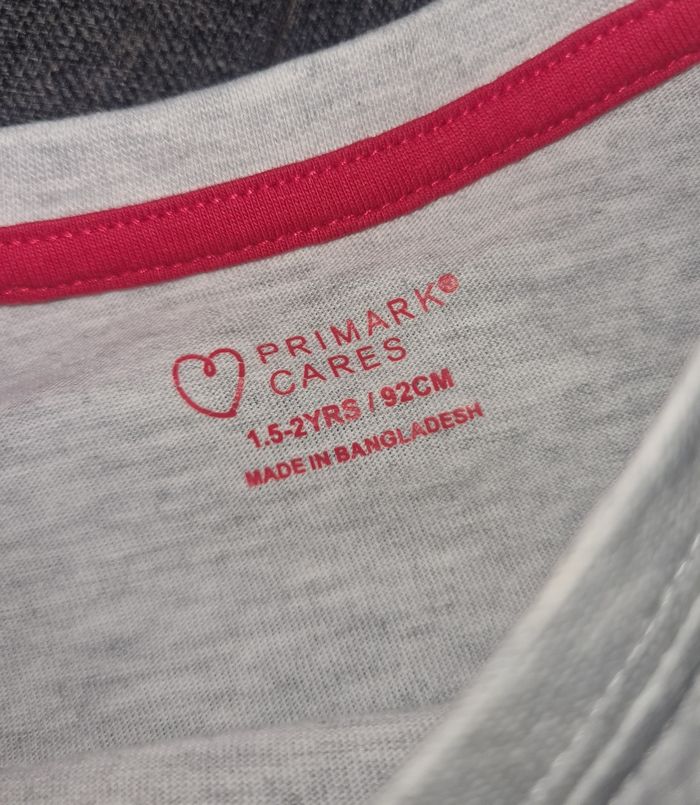 PRIMARK®
CARES
1.5-2YRS / 92CM
MADE IN BANGLADESH